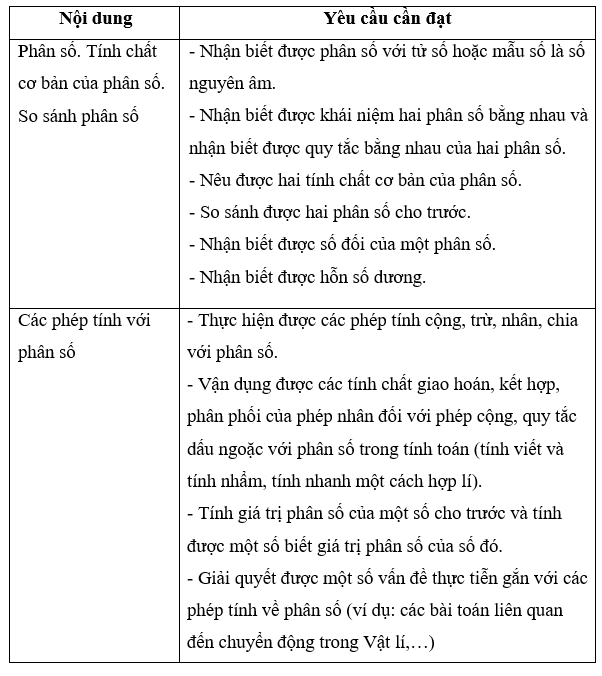 Nội dung
Yêu cầu cần đạt
Phân số. Tính chất
cơ bản của phân số.
So sánh phân số
- Nhận biết được phân số với tử số hoặc mẫu số là số
nguyên âm.
- Nhận biết được khái niệm hai phân số bằng nhau và
nhận biết được quy tắc bằng nhau của hai phân số.
- Nêu được hai tính chất cơ bản của phân số.
- So sánh được hai phân số cho trước.
- Nhận biết được số đối của một phân số.
- Nhận biết được hỗn số dương.
Các phép tính với
phân số
- Thực hiện được các phép tính cộng, trừ, nhân, chia
với phân số.
- Vận dụng được các tính chất giao hoán, kết hợp,
phân phối của phép nhân đối với phép cộng, quy tắc
dấu ngoặc với phân số trong tính toán (tính viết và
tính nhẩm, tính nhanh một cách hợp lí).
- Tính giá trị phân số của một số cho trước và tính
được một số biết giá trị phân số của số đó.
- Giải quyết được một số vấn đề thực tiễn gắn với các
phép tính về phân số (ví dụ: các bài toán liên quan
đến chuyển động trong Vật lí,…)